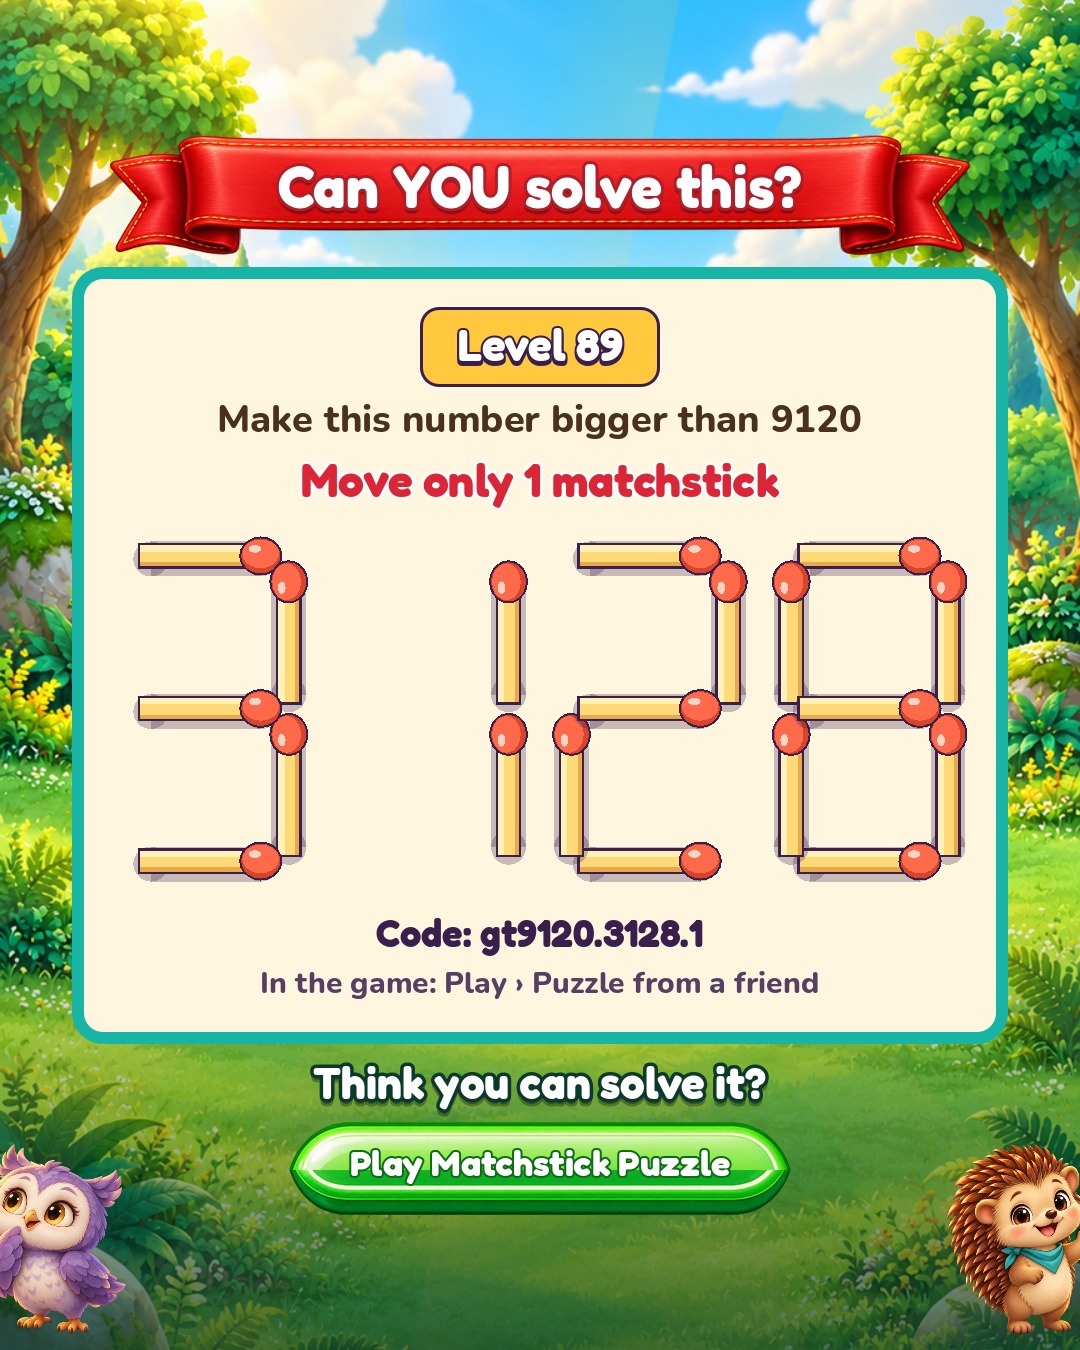 Can YOU solve this?
Level 89
Make this number bigger than 9120
Move only 1 matchstick
3128
Code: gt9120.3128.1
In the game: Play › Puzzle from a friend
Think you can solve it?
Play Matchstick Puzzle